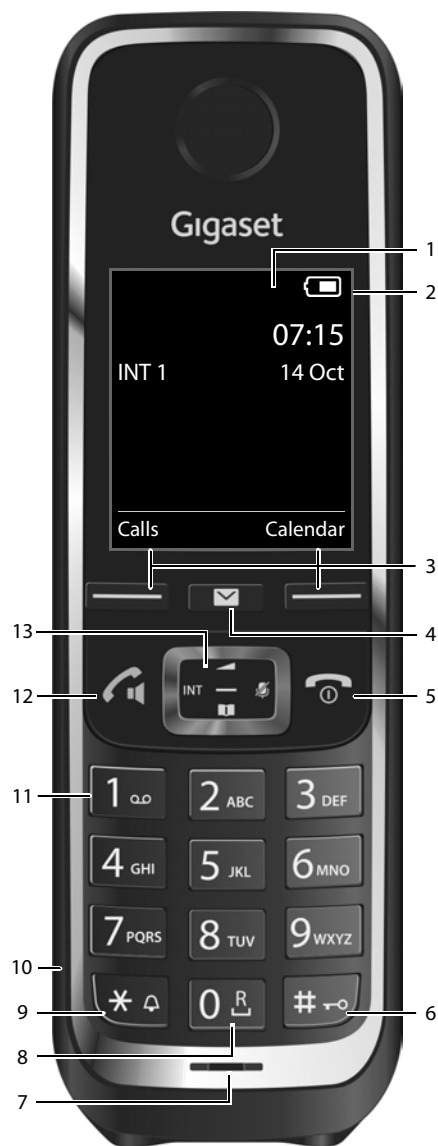 Gigaset
1
2
07:15
INT 1 14 Oct
Calls Calendar
3
4
13
INT
12
5
11
1 2 ABC 3 DEF
4 GHI 5 JKL 6 MNO
7 PQRS 8 TUV 9 WXYZ
10
* 0 R #
9
6
8
7